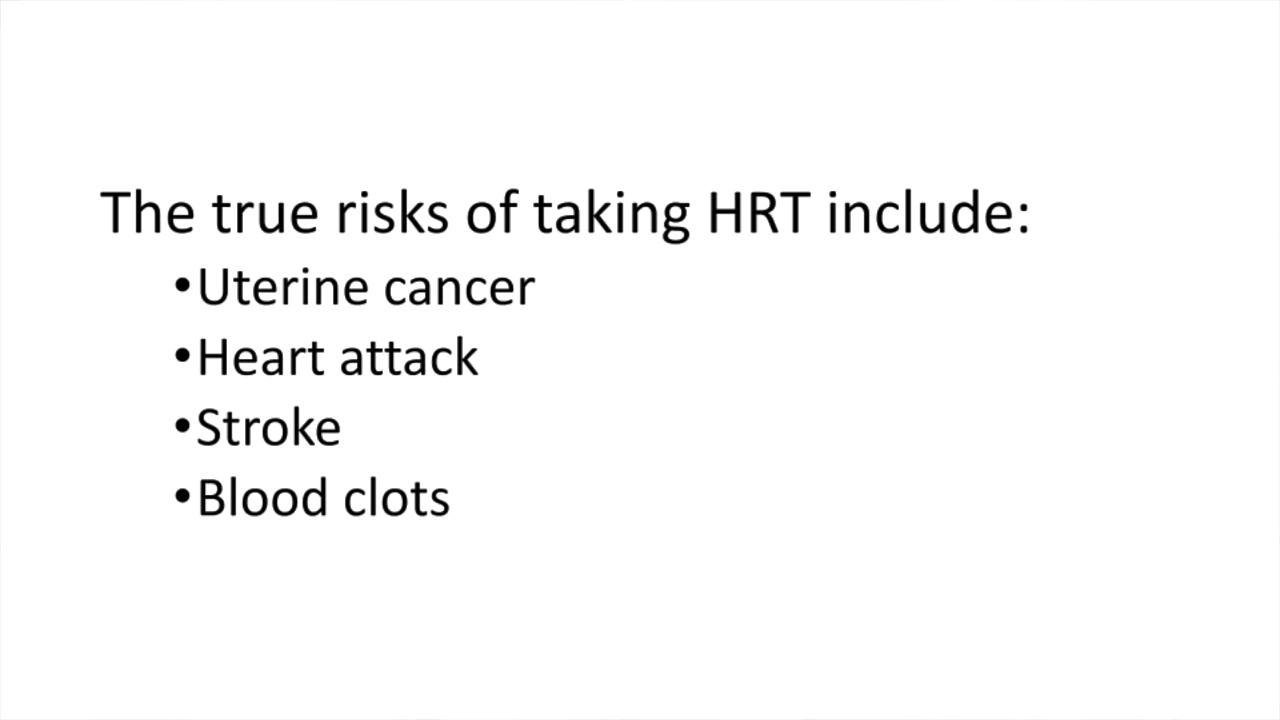 The true risks of taking HRT include:
•Uterine cancer
•Heart attack
•Stroke
•Blood clots